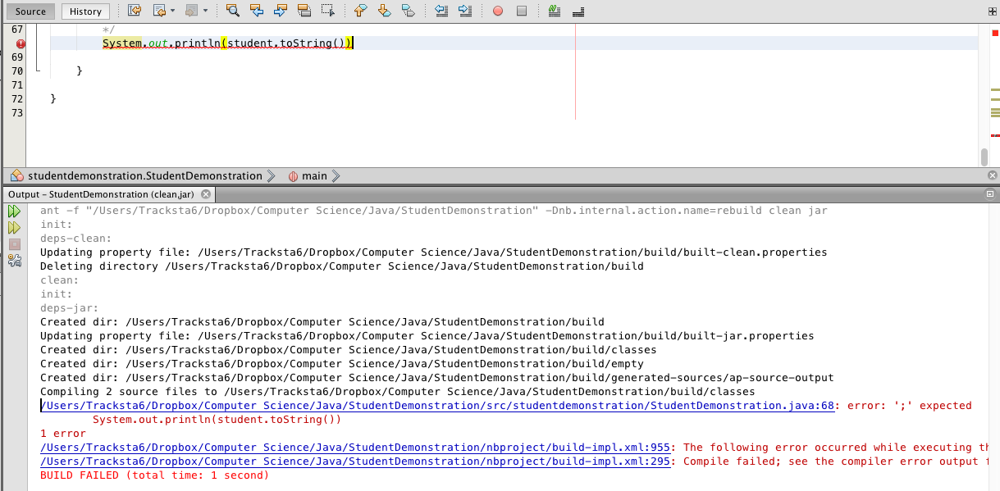 Source History
67 */
System.out.println(student.toString())
69
70 }
71
72 }
73
studentdemonstration.StudentDemonstration main
Output – StudentDemonstration (clean,jar)
ant -f "/Users/Tracksta6/Dropbox/Computer Science/Java/StudentDemonstration" -Dnb.internal.action.name=rebuild clean jar
init:
deps-clean:
Updating property file: /Users/Tracksta6/Dropbox/Computer Science/Java/StudentDemonstration/build/built-clean.properties
Deleting directory /Users/Tracksta6/Dropbox/Computer Science/Java/StudentDemonstration/build
clean:
init:
deps-jar:
Created dir: /Users/Tracksta6/Dropbox/Computer Science/Java/StudentDemonstration/build
Updating property file: /Users/Tracksta6/Dropbox/Computer Science/Java/StudentDemonstration/build/built-jar.properties
Created dir: /Users/Tracksta6/Dropbox/Computer Science/Java/StudentDemonstration/build/classes
Created dir: /Users/Tracksta6/Dropbox/Computer Science/Java/StudentDemonstration/build/empty
Created dir: /Users/Tracksta6/Dropbox/Computer Science/Java/StudentDemonstration/build/generated-sources/ap-source-output
Compiling 2 source files to /Users/Tracksta6/Dropbox/Computer Science/Java/StudentDemonstration/build/classes
/Users/Tracksta6/Dropbox/Computer Science/Java/StudentDemonstration/src/studentdemonstration/StudentDemonstration.java:68: error: ';' expected
System.out.println(student.toString())
1 error
/Users/Tracksta6/Dropbox/Computer Science/Java/StudentDemonstration/nbproject/build-impl.xml:955: The following error occurred while executing th
/Users/Tracksta6/Dropbox/Computer Science/Java/StudentDemonstration/nbproject/build-impl.xml:295: Compile failed; see the compiler error output f
BUILD FAILED (total time: 1 second)